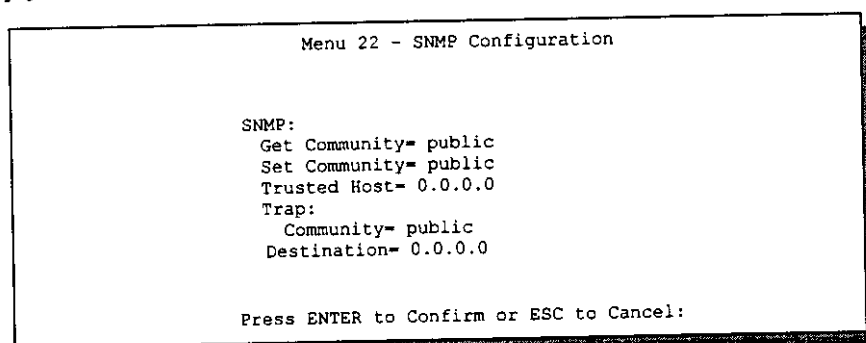 Menu 22 - SNMP Configuration
SNMP:
Get Community= public
Set Community= public
Trusted Host= 0.0.0.0
Trap:
Community= public
Destination= 0.0.0.0
Press ENTER to Confirm or ESC to Cancel: